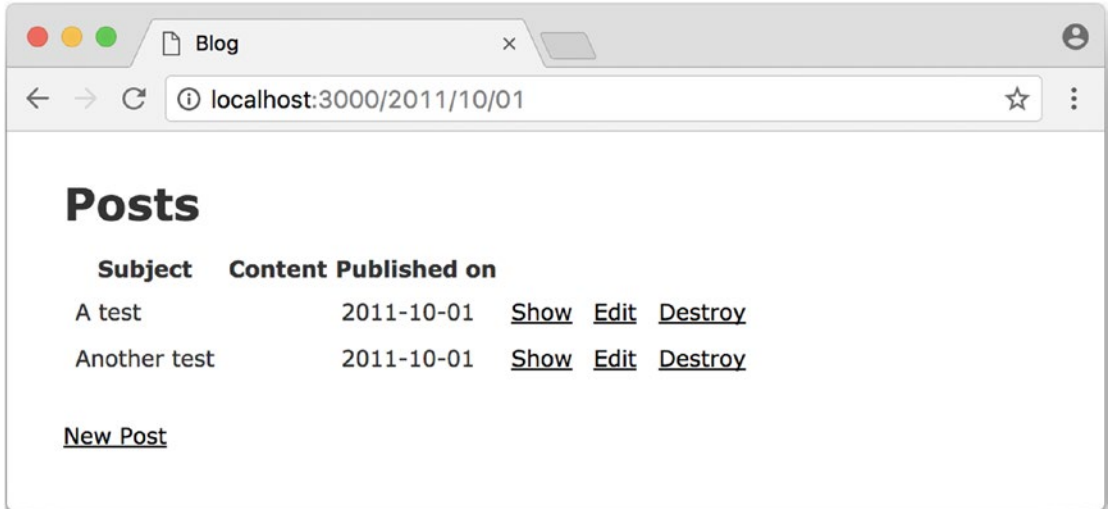 Blog
localhost:3000/2011/10/01
Posts
Subject Content Published on
A test 2011-10-01 Show Edit Destroy
Another test 2011-10-01 Show Edit Destroy
New Post